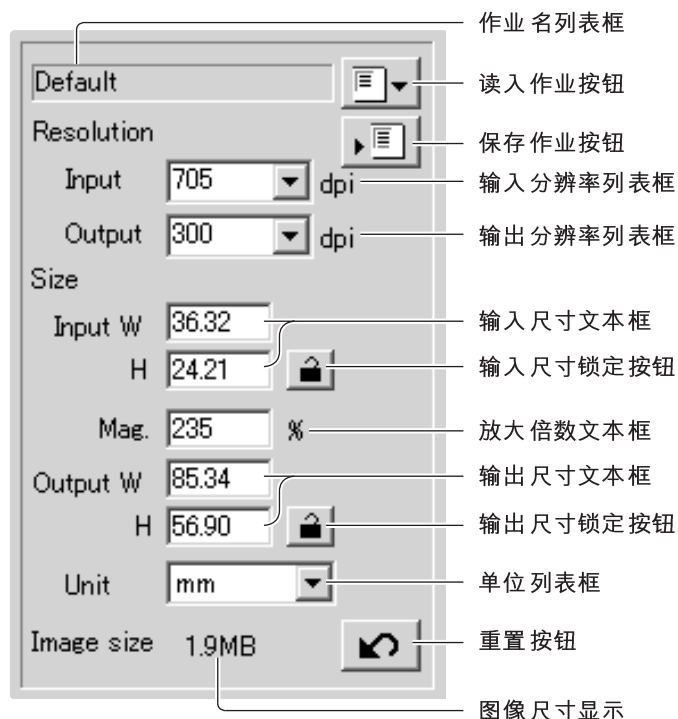 作业名列表框
Default
读入作业按钮
Resolution
保存作业按钮
Input 705 dpi 输入分辨率列表框
Output 300 dpi 输出分辨率列表框
Size
Input W 36.32 输入尺寸文本框
H 24.21 输入尺寸锁定按钮
Mag. 235 % 放大倍数文本框
Output W 85.34 输出尺寸文本框
H 56.90 输出尺寸锁定按钮
Unit mm 单位列表框
Image size 1.9MB 重置按钮
图像尺寸显示